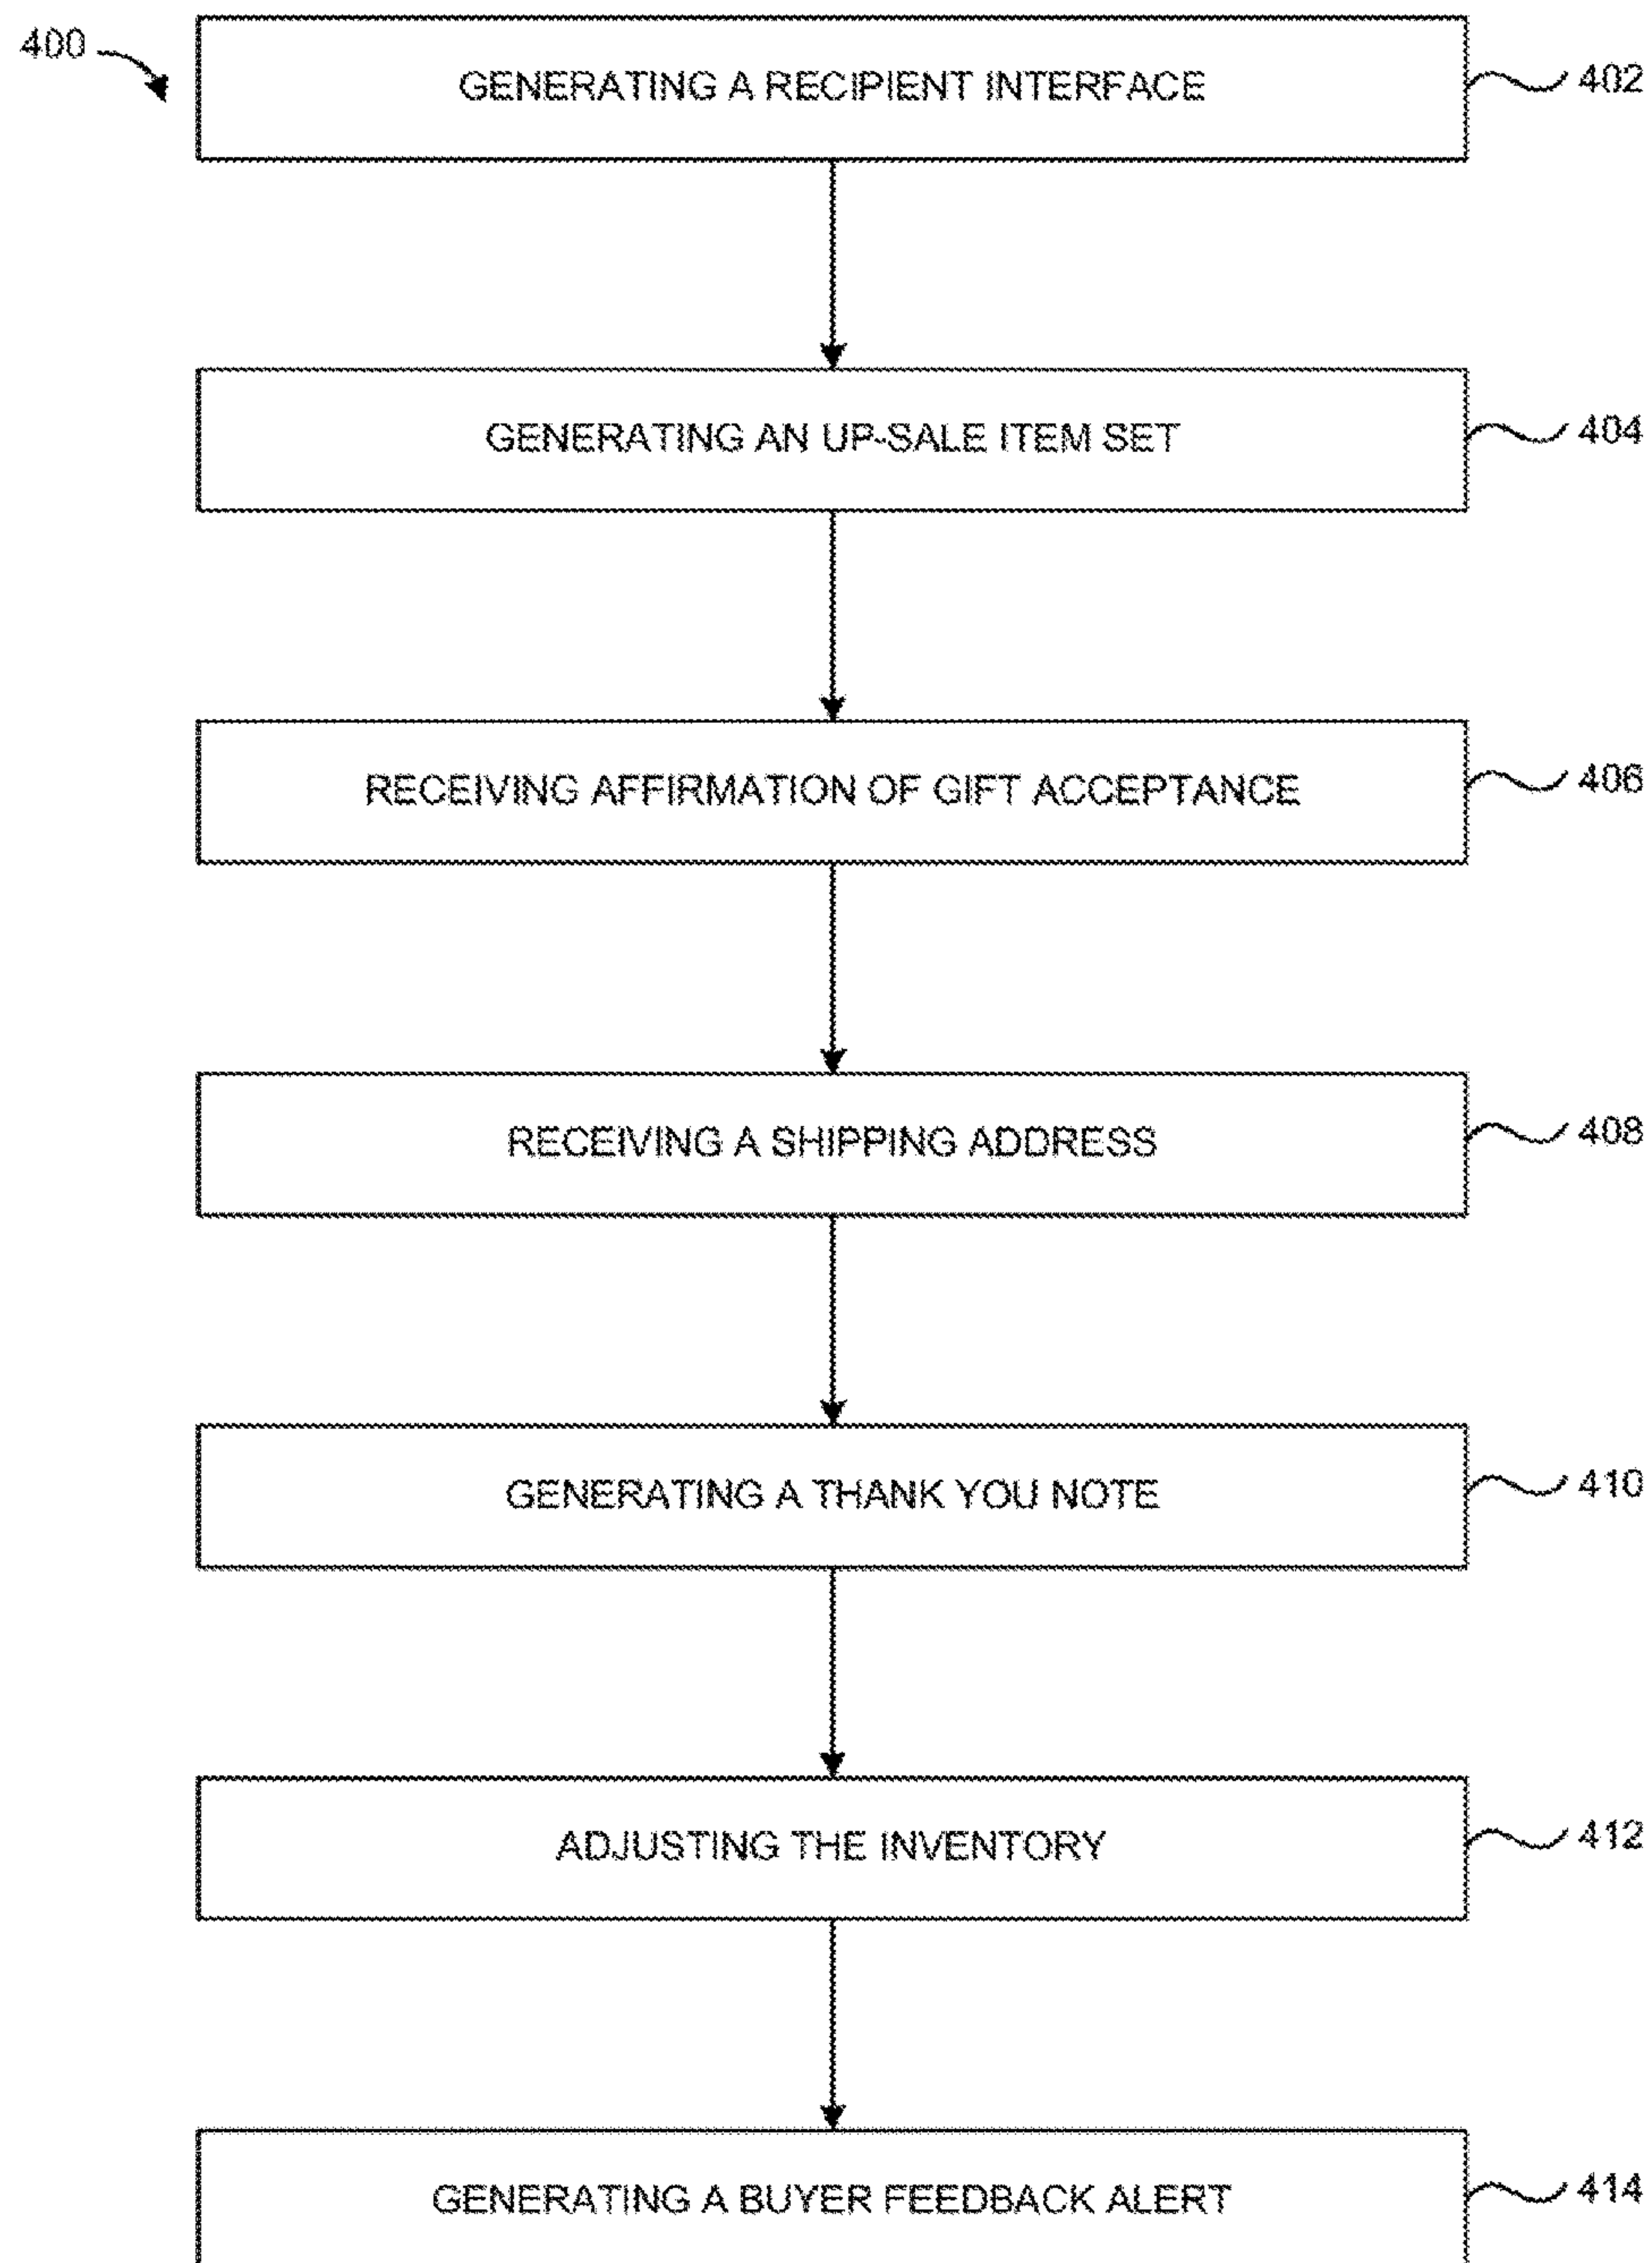 400
GENERATING A RECIPIENT INTERFACE
402
GENERATING AN UP-SALE ITEM SET
404
RECEIVING AFFIRMATION OF GIFT ACCEPTANCE
406
RECEIVING A SHIPPING ADDRESS
408
GENERATING A THANK YOU NOTE
410
ADJUSTING THE INVENTORY
412
GENERATING A BUYER FEEDBACK ALERT
414